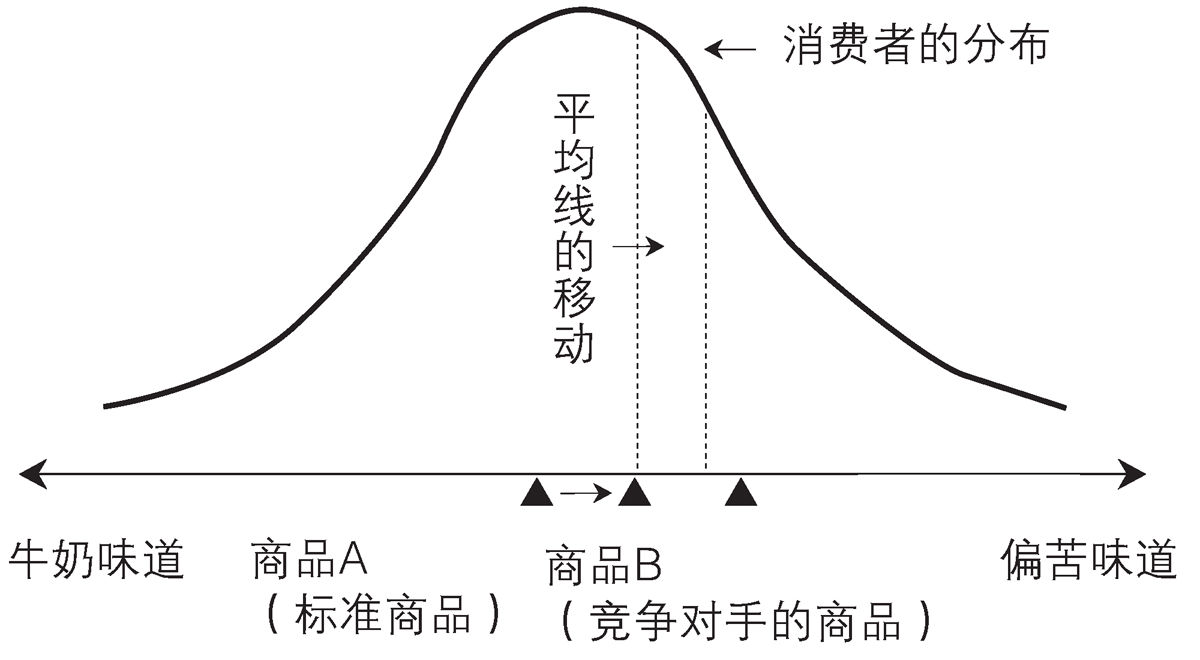 消费者的分布
平均线的移动
牛奶味道
商品A
（标准商品）
商品B
（竞争对手的商品）
偏苦味道